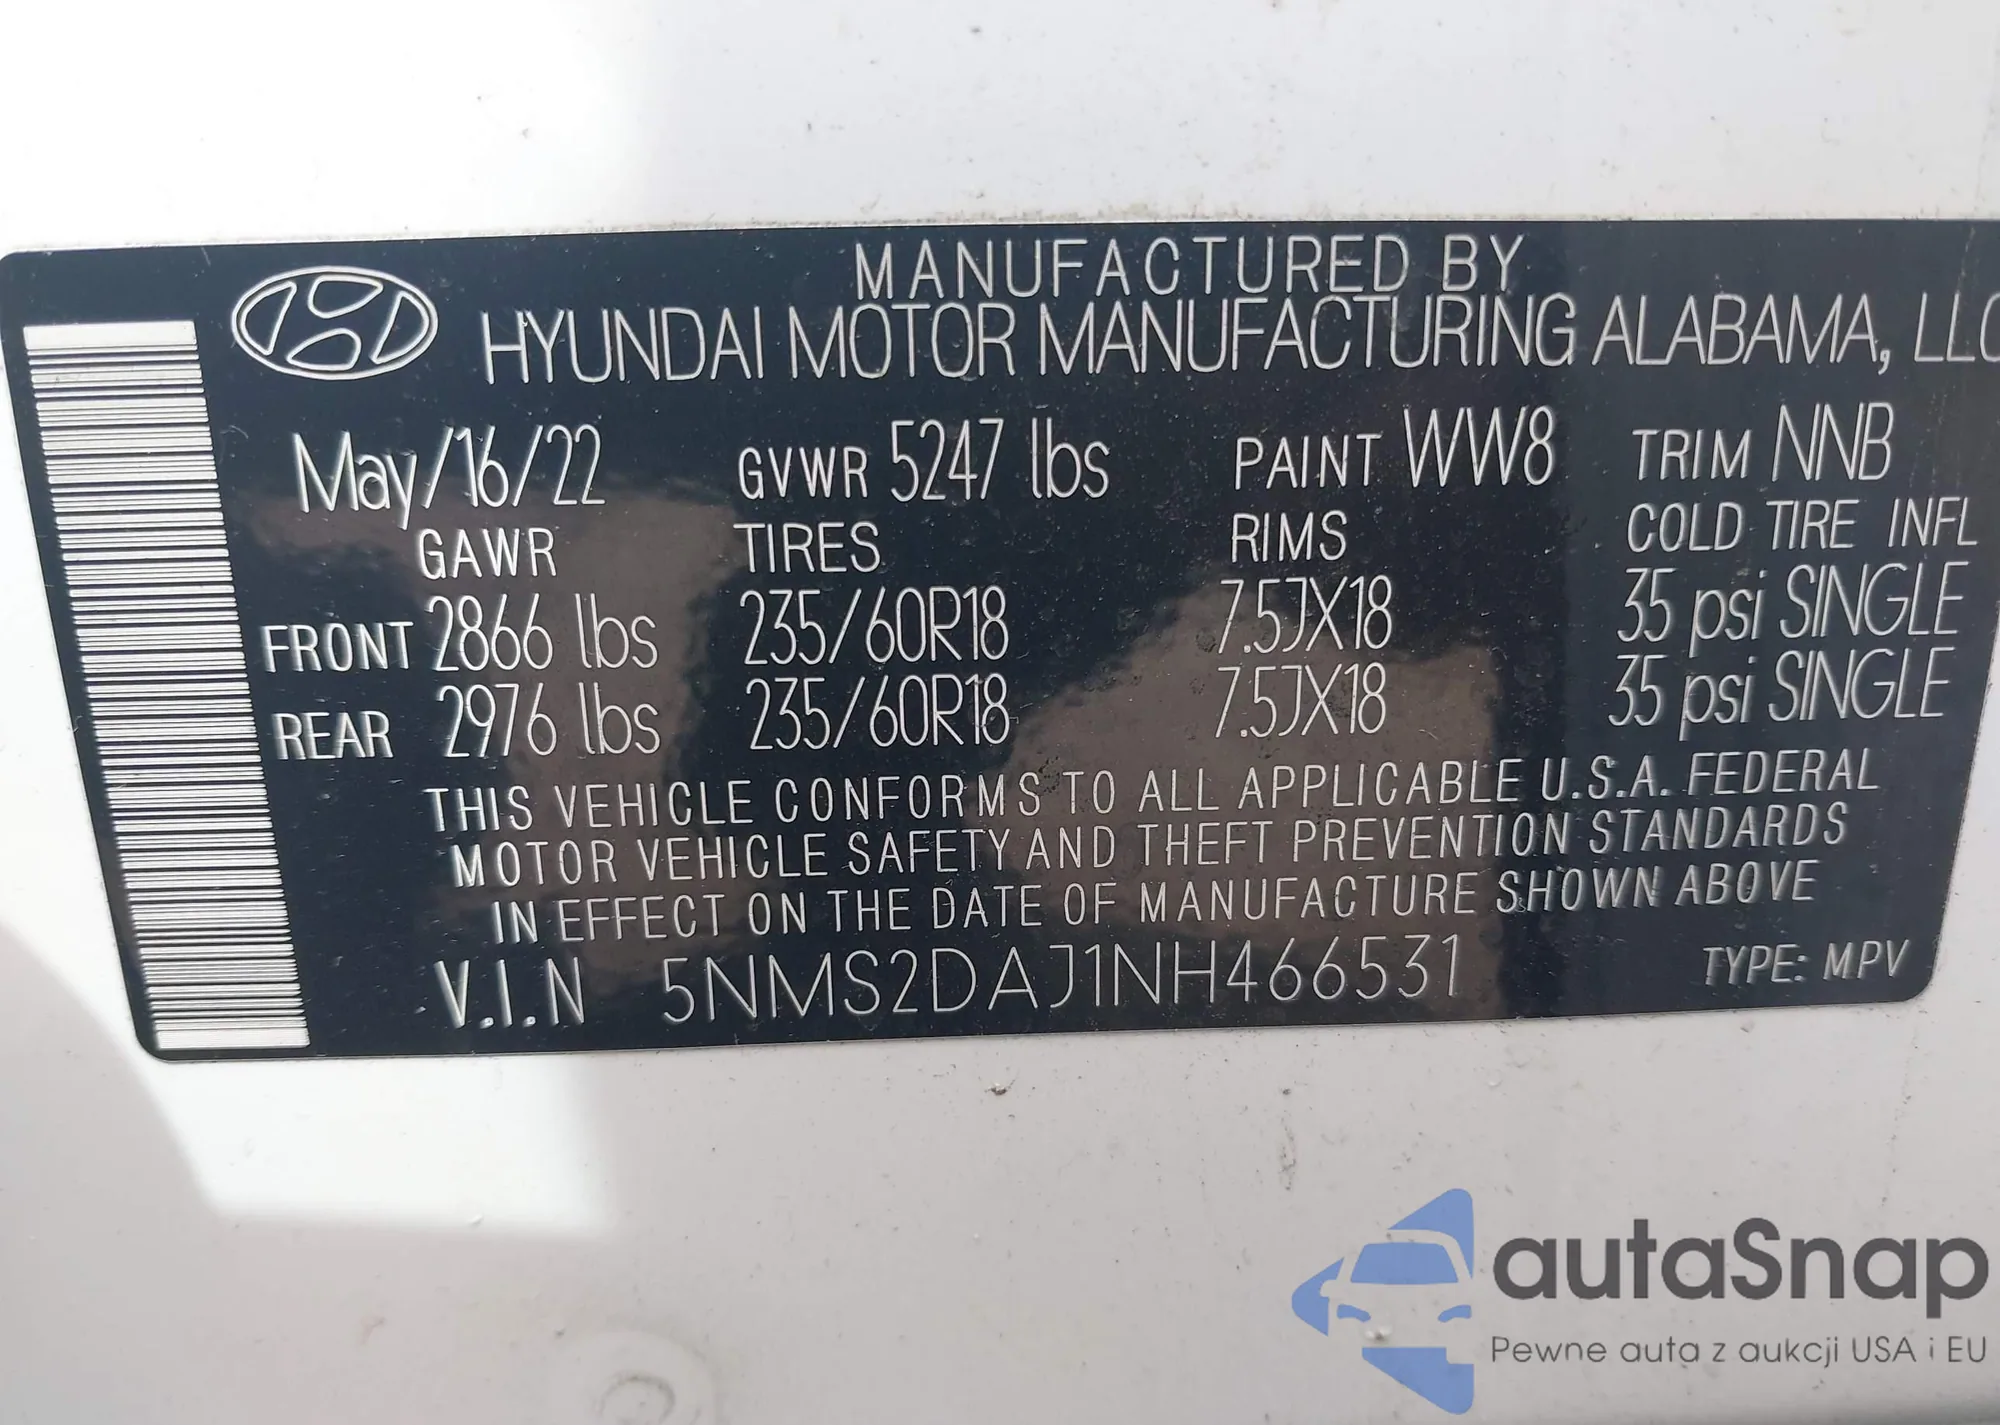 MANUFACTURED BY
HYUNDAI MOTOR MANUFACTURING ALABAMA, LLC
May/16/22 GVWR 5247 lbs PAINT WW8 TRIM NNB
GAWR TIRES RIMS COLD TIRE INFL
FRONT 2866 lbs 235/60R18 7.5JX18 35 psi SINGLE
REAR 2976 lbs 235/60R18 7.5JX18 35 psi SINGLE
THIS VEHICLE CONFORMS TO ALL APPLICABLE U.S.A. FEDERAL
MOTOR VEHICLE SAFETY AND THEFT PREVENTION STANDARDS
IN EFFECT ON THE DATE OF MANUFACTURE SHOWN ABOVE
V.I.N 5NMS2DAJ1NH466531 TYPE: MPV
autaSnap
Pewne auta z aukcji USA i EU